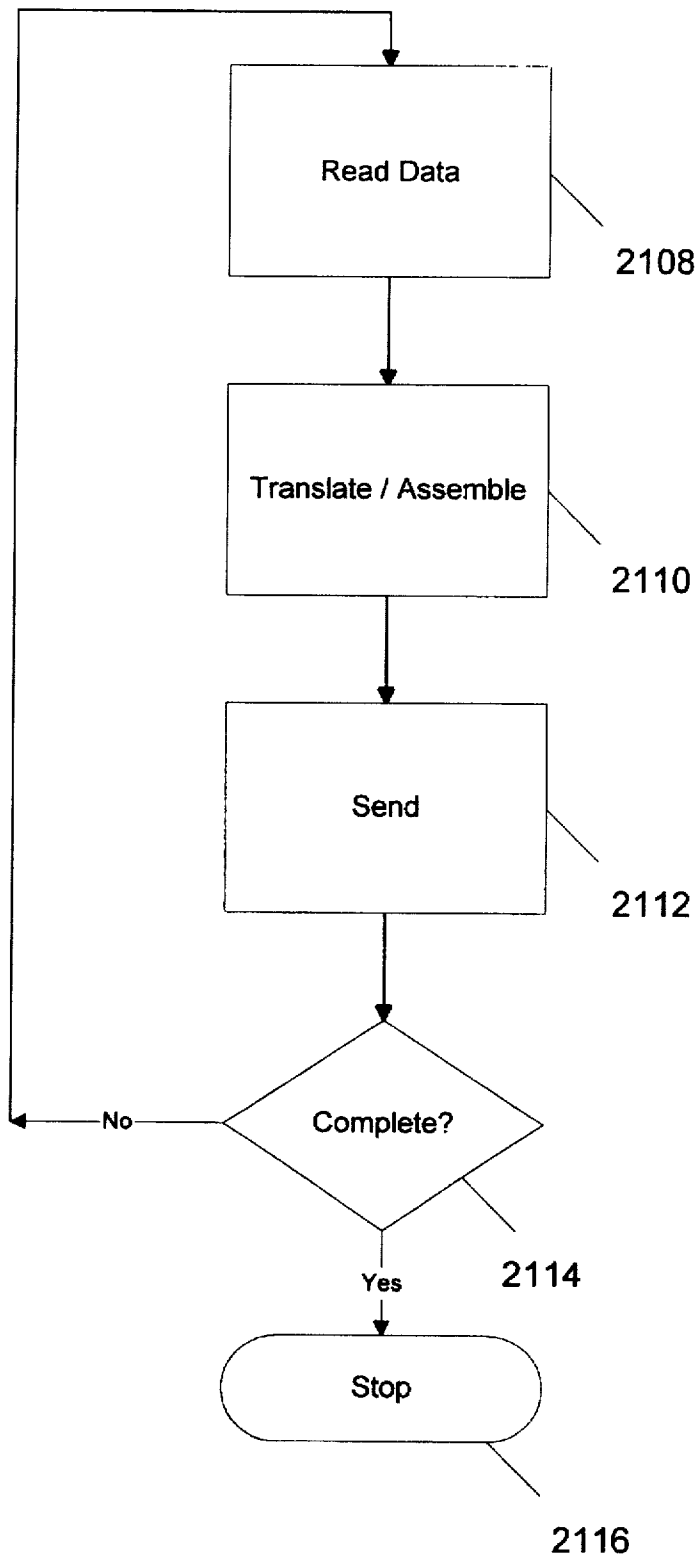 Read Data
2108
Translate / Assemble
2110
Send
2112
Complete?
No
2114
Yes
Stop
2116